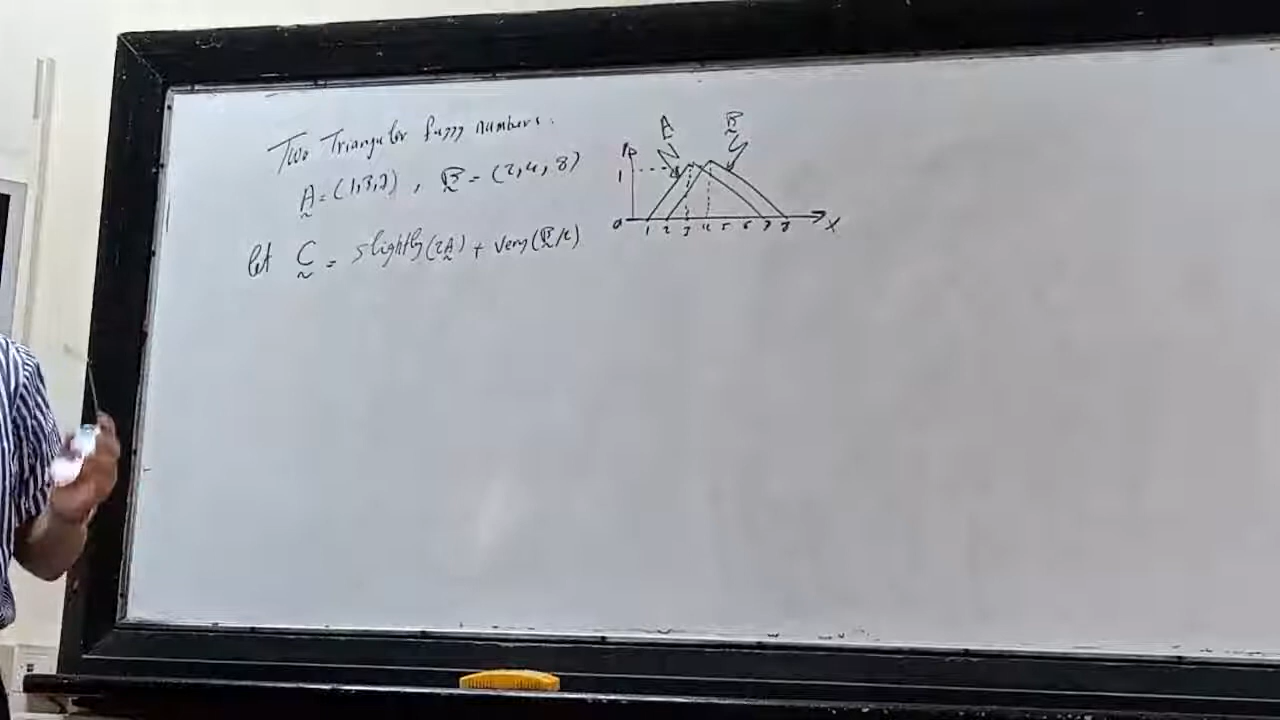 Two Triangular fuzzy numbers.
A = (1,3,7) , B = (2,4,8)
~ ~
let C = slightly(2A) + very(B/2)
~ ~ ~
A B
~
μ
1
0 1 2 3 4 5 6 7 8 X